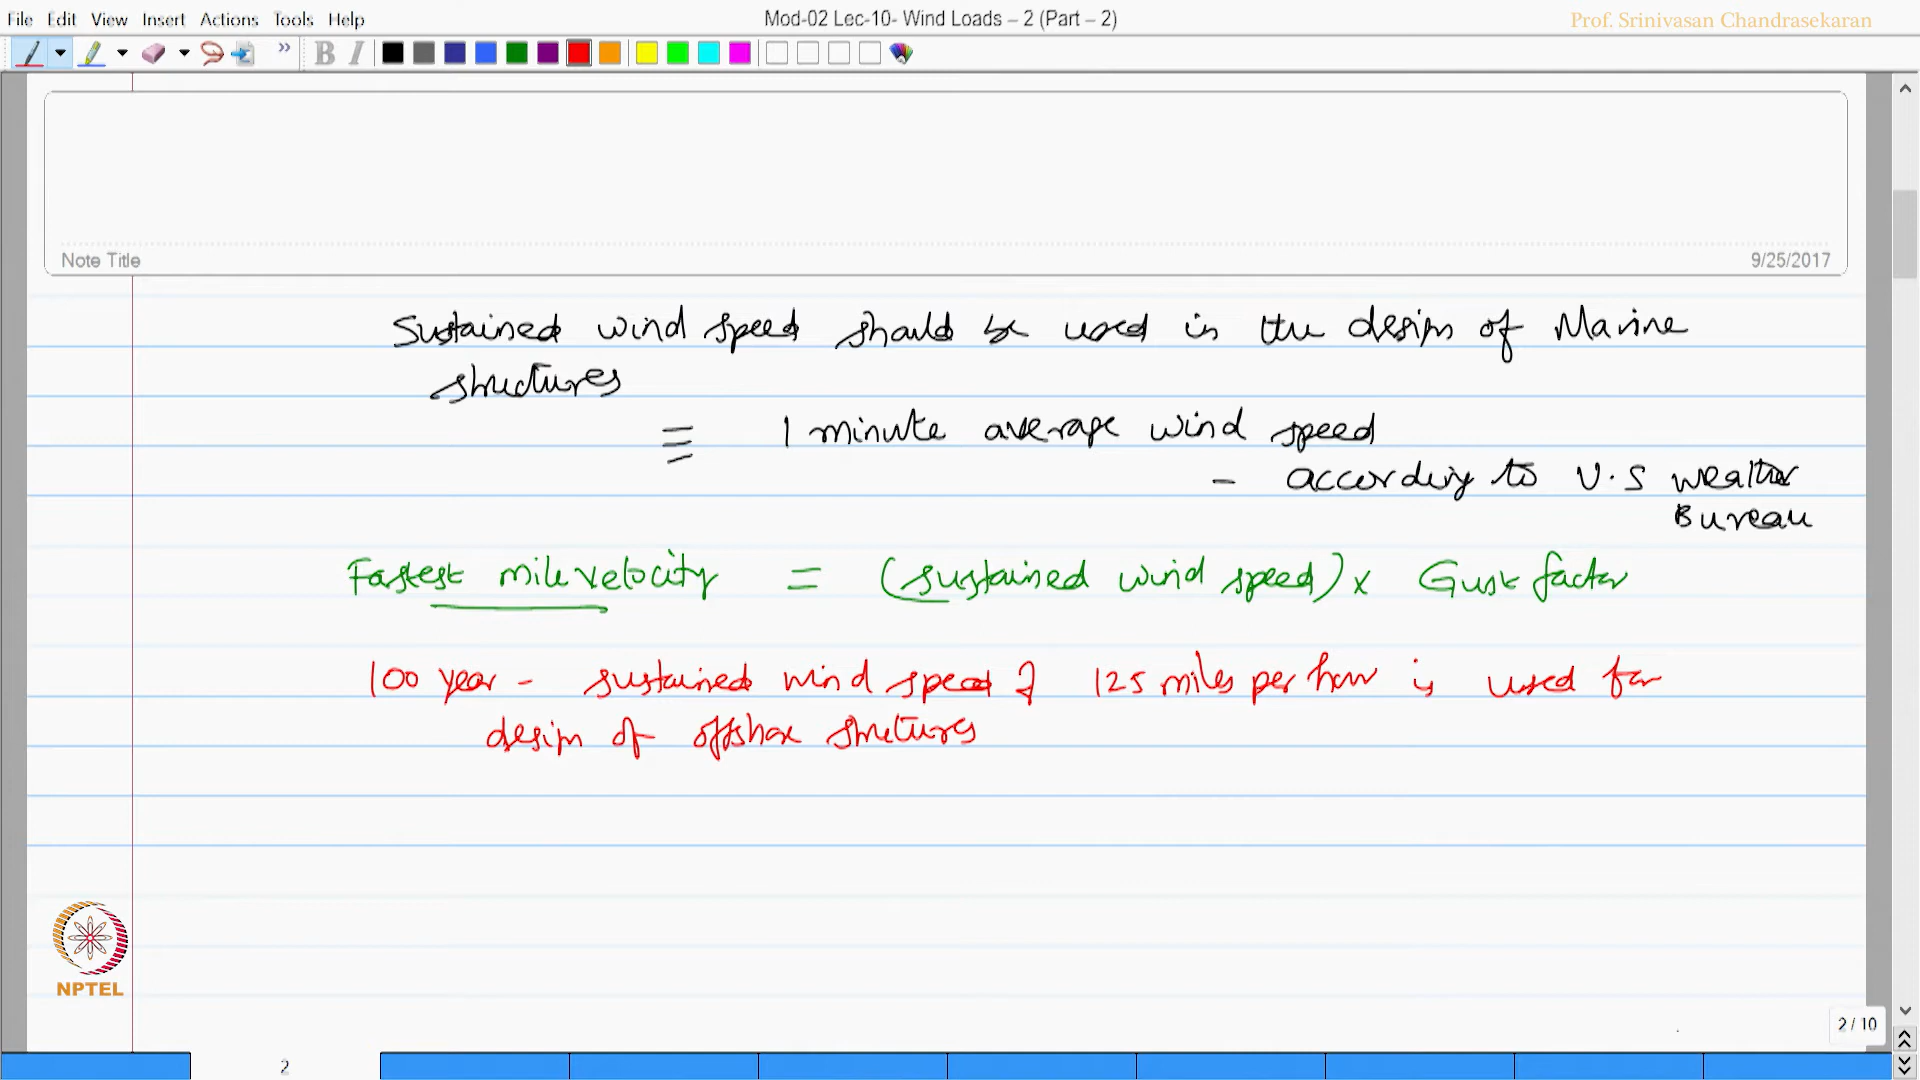 File Edit View Insert Actions Tools Help
Mod-02 Lec-10- Wind Loads – 2 (Part – 2)
Prof. Srinivasan Chandrasekaran
B I
Note Title
9/25/2017
Sustained wind speed should be used in the design of Marine
structures
≡ 1 minute average wind speed
- according to U.S weather
Bureau
Fastest mile velocity = (sustained wind speed) x Gust factor
100 year - sustained wind speed of 125 miles per hour is used for
design of offshore structures
NPTEL
2 / 10
2